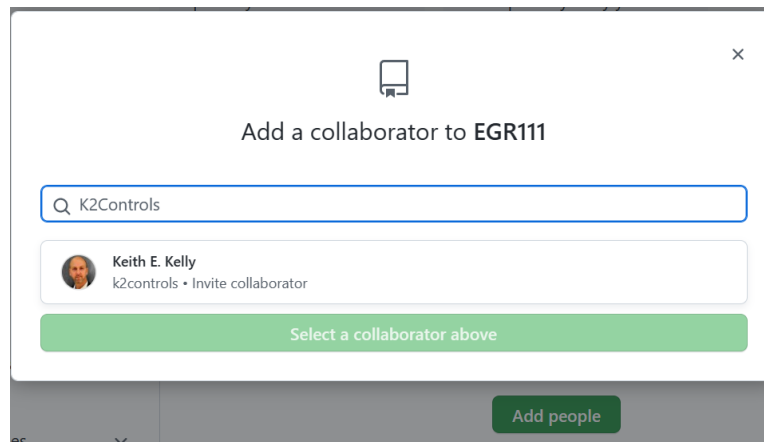 Add a collaborator to EGR111
K2Controls
Keith E. Kelly
k2controls • Invite collaborator
Select a collaborator above
Add people